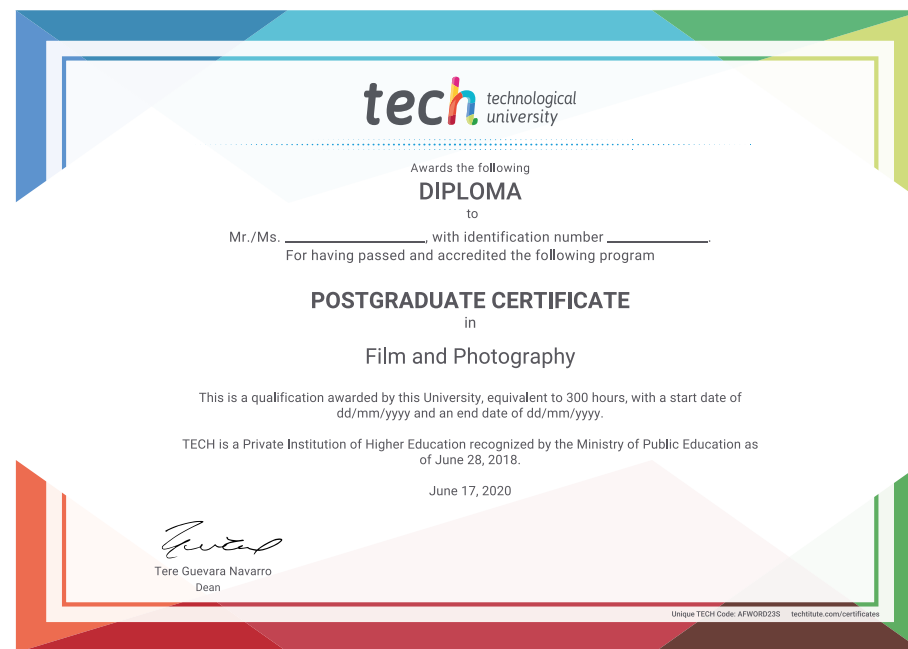 tech technological
university
Awards the following
DIPLOMA
to
Mr./Ms. ____________________, with identification number ______________.
For having passed and accredited the following program
POSTGRADUATE CERTIFICATE
in
Film and Photography
This is a qualification awarded by this University, equivalent to 300 hours, with a start date of
dd/mm/yyyy and an end date of dd/mm/yyyy.
TECH is a Private Institution of Higher Education recognized by the Ministry of Public Education as
of June 28, 2018.
June 17, 2020
Tere Guevara Navarro
Dean
Unique TECH Code: AFWORD23S techtitute.com/certificates